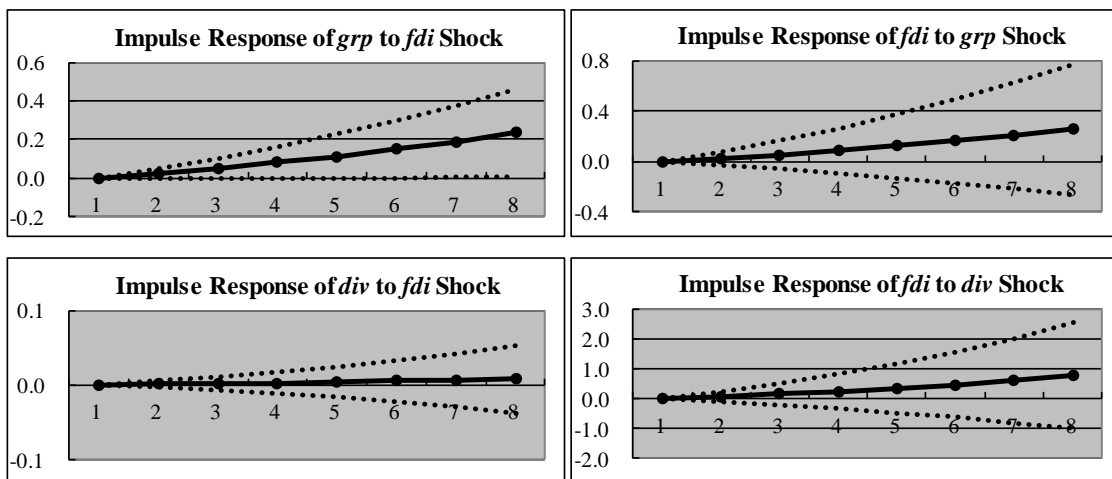 Impulse Response of grp to fdi Shock
0.6
0.4
0.2
0.0
-0.2
1 2 3 4 5 6 7 8
Impulse Response of fdi to grp Shock
0.8
0.4
0.0
-0.4
1 2 3 4 5 6 7 8
Impulse Response of div to fdi Shock
0.1
0.0
-0.1
1 2 3 4 5 6 7 8
Impulse Response of fdi to div Shock
3.0
2.0
1.0
0.0
-1.0
-2.0
1 2 3 4 5 6 7 8